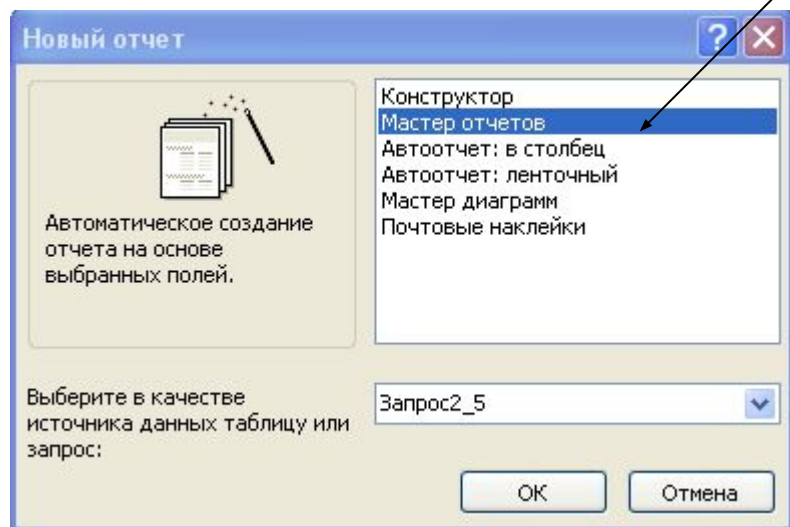 Новый отчет
Конструктор
Мастер отчетов
Автоотчет: в столбец
Автоотчет: ленточный
Мастер диаграмм
Почтовые наклейки
Автоматическое создание
отчета на основе
выбранных полей.
Выберите в качестве
источника данных таблицу или
запрос:
Запрос2_5
ОК
Отмена